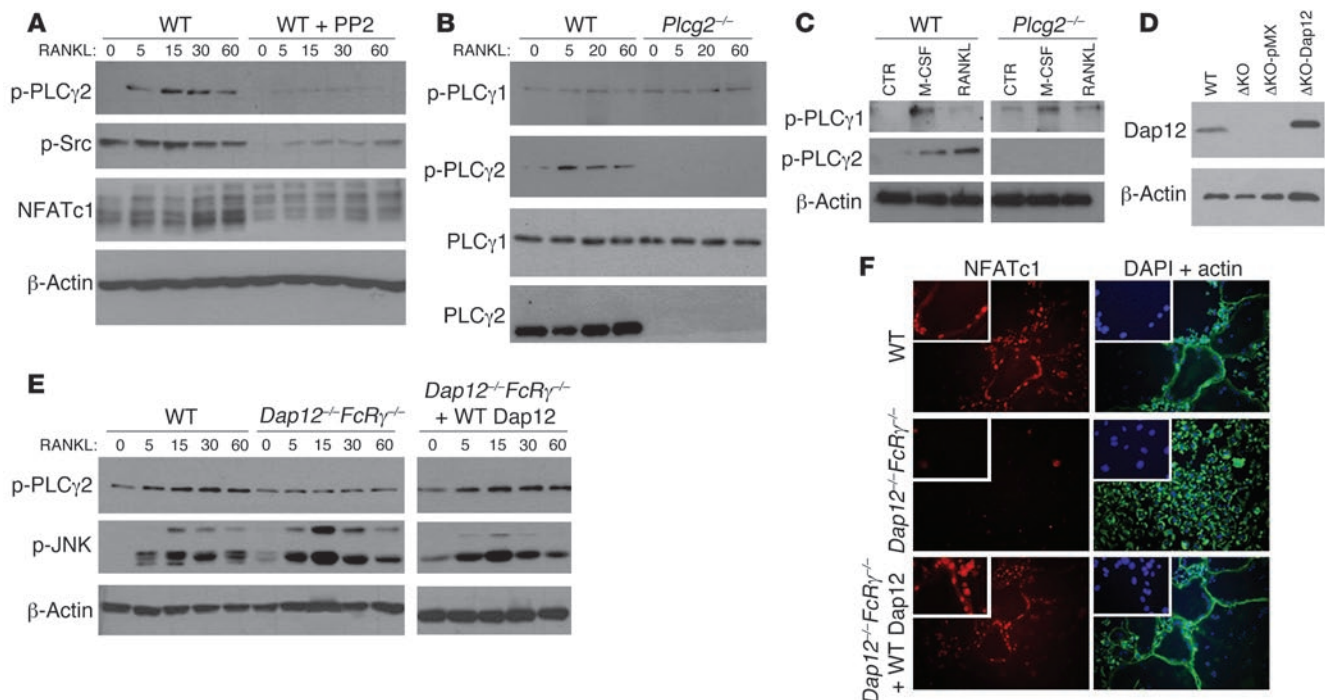 A
WT
WT + PP2
RANKL: 0 5 15 30 60 0 5 15 30 60
p-PLCγ2
p-Src
NFATc1
β-Actin
B
WT
Plcg2–/–
RANKL: 0 5 20 60 0 5 20 60
p-PLCγ1
p-PLCγ2
PLCγ1
PLCγ2
C
WT
Plcg2–/–
CTR
M-CSF
RANKL
CTR
M-CSF
RANKL
p-PLCγ1
p-PLCγ2
β-Actin
D
WT
ΔKO
ΔKO-pMX
ΔKO-Dap12
Dap12
β-Actin
E
WT
Dap12–/–FcRγ–/–
Dap12–/–FcRγ–/–
+ WT Dap12
RANKL: 0 5 15 30 60 0 5 15 30 60 0 5 15 30 60
p-PLCγ2
p-JNK
β-Actin
F
NFATc1
DAPI + actin
WT
Dap12–/–FcRγ–/–
Dap12–/–FcRγ–/–
+ WT Dap12